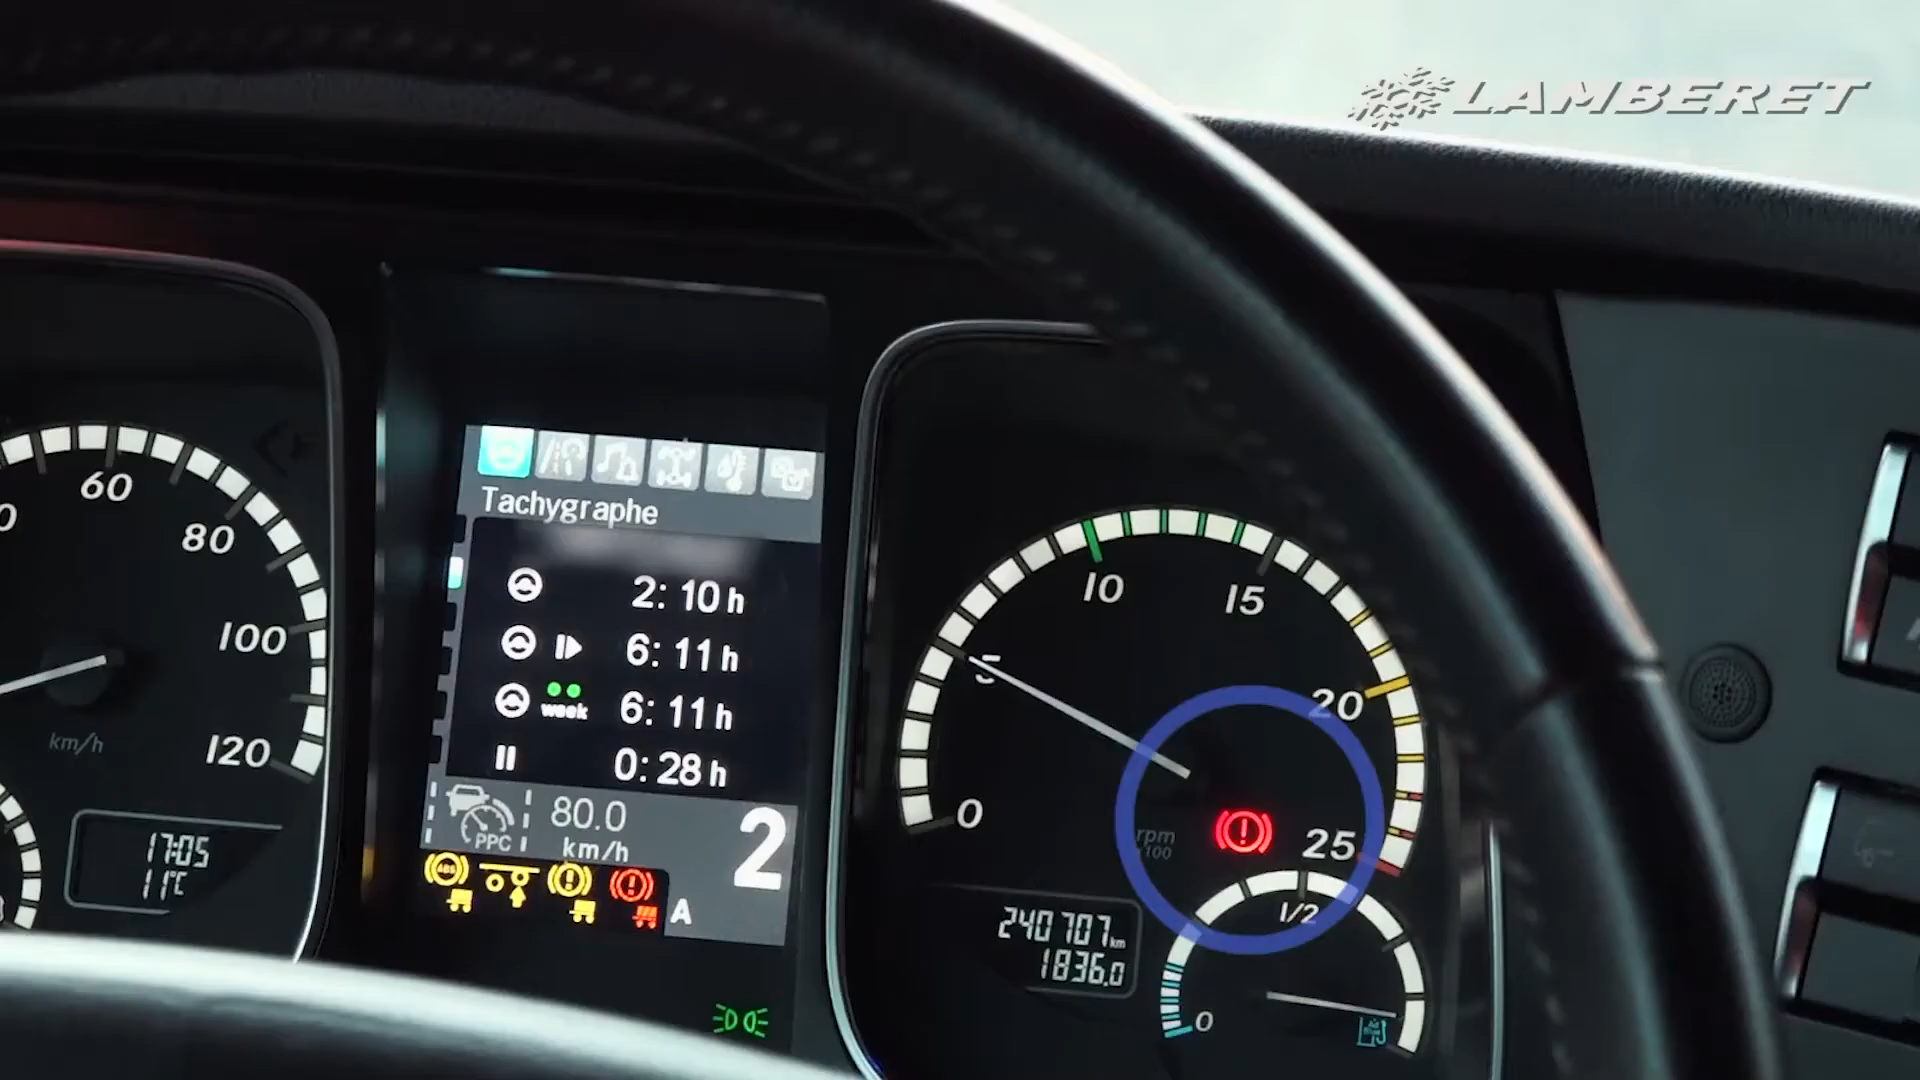 LAMBERET
60
80
100
120
km/h
17:05
11°C
Tachygraphe
2: 10 h
6: 11 h
week 6: 11 h
0: 28 h
PPC 80.0 km/h
2
ABS
A
0
5
10
15
20
25
rpm
x100
240 707 km
1836.0
0
1/2